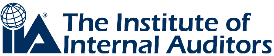 IIA®
The Institute of
Internal Auditors